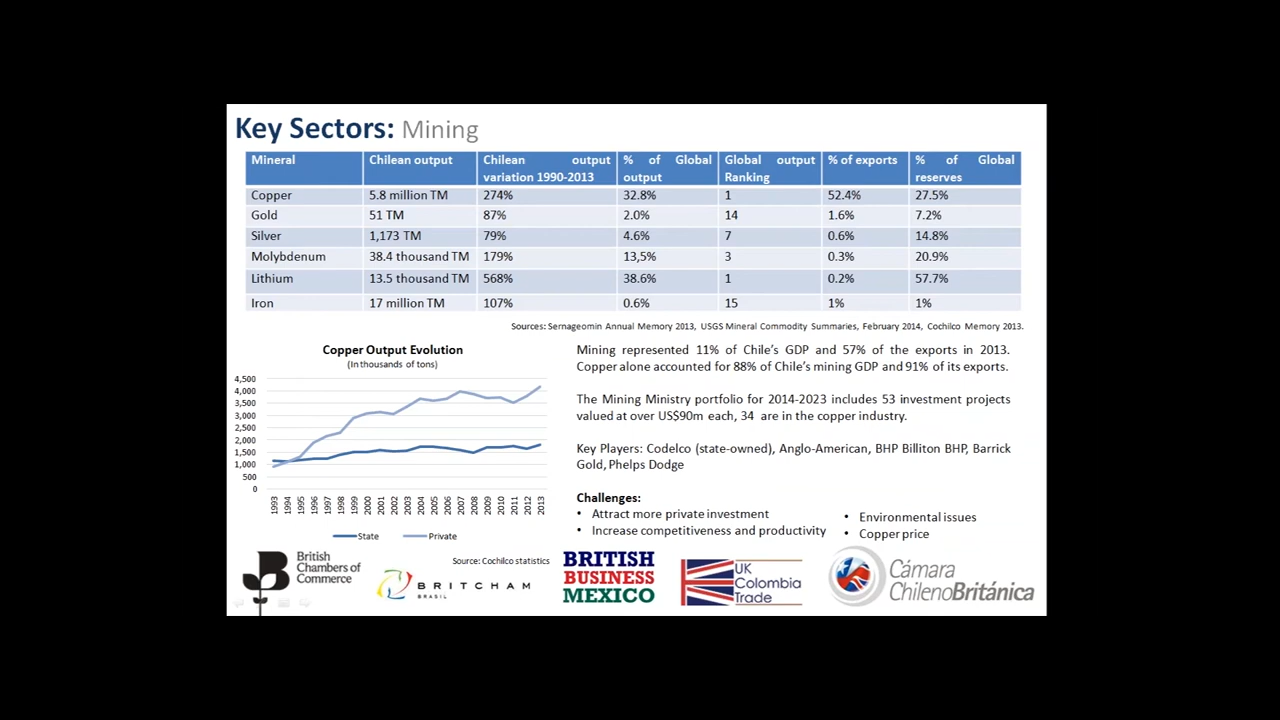 Key Sectors: Mining
Mineral Chilean output Chilean output variation 1990-2013 % of Global output Global output Ranking % of exports % of Global reserves
Copper 5.8 million TM 274% 32.8% 1 52.4% 27.5%
Gold 51 TM 87% 2.0% 14 1.6% 7.2%
Silver 1,173 TM 79% 4.6% 7 0.6% 14.8%
Molybdenum 38.4 thousand TM 179% 13,5% 3 0.3% 20.9%
Lithium 13.5 thousand TM 568% 38.6% 1 0.2% 57.7%
Iron 17 million TM 107% 0.6% 15 1% 1%
Sources: Sernageomin Annual Memory 2013, USGS Mineral Commodity Summaries, February 2014, Cochilco Memory 2013.
Copper Output Evolution
(In thousands of tons)
4,500
4,000
3,500
3,000
2,500
2,000
1,500
1,000
500
0
1993 1994 1995 1996 1997 1998 1999 2000 2001 2002 2003 2004 2005 2006 2007 2008 2009 2010 2011 2012 2013
State Private
Source: Cochilco statistics
Mining represented 11% of Chile's GDP and 57% of the exports in 2013.
Copper alone accounted for 88% of Chile's mining GDP and 91% of its exports.
The Mining Ministry portfolio for 2014-2023 includes 53 investment projects
valued at over US$90m each, 34 are in the copper industry.
Key Players: Codelco (state-owned), Anglo-American, BHP Billiton BHP, Barrick
Gold, Phelps Dodge
Challenges:
• Attract more private investment
• Increase competitiveness and productivity
• Environmental issues
• Copper price
British
Chambers of
Commerce
BRITCHAM
BRASIL
BRITISH
BUSINESS
MEXICO
UK
Colombia
Trade
Cámara
ChilenoBritánica